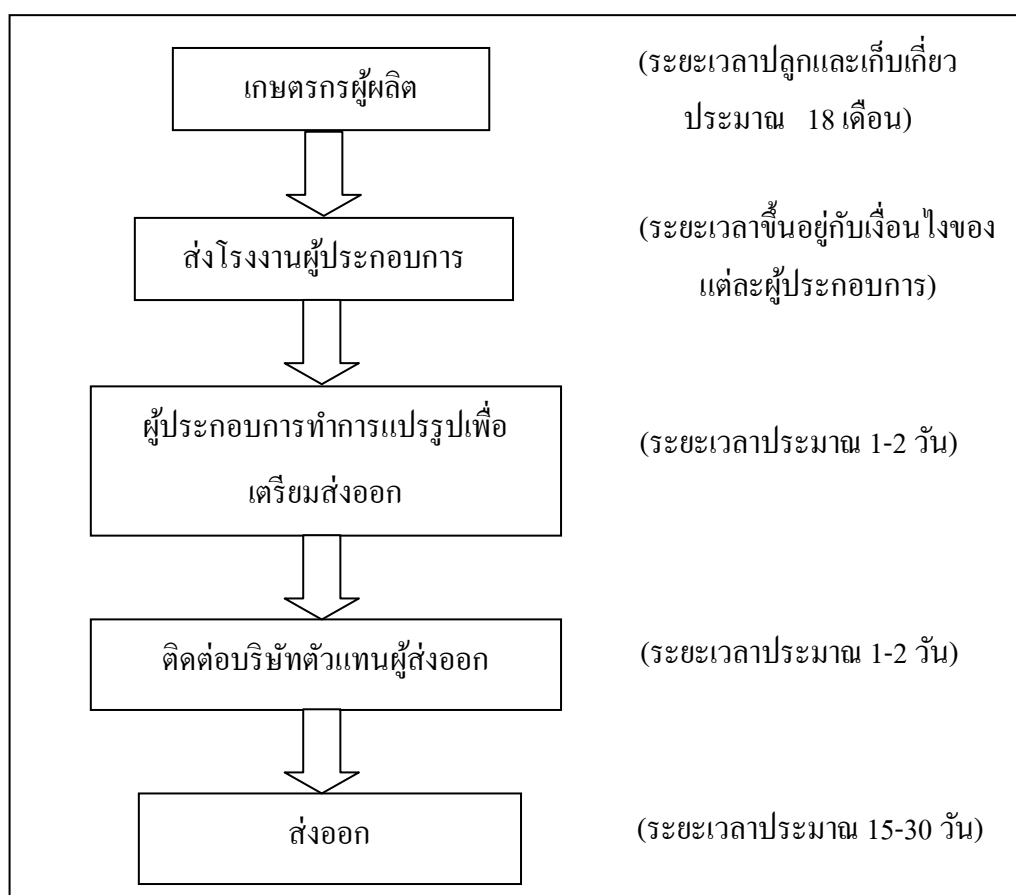 เกษตรกรผู้ผลิต
(ระยะเวลาปลูกและเก็บเกี่ยว
ประมาณ 18 เดือน)
ส่งโรงงานผู้ประกอบการ
(ระยะเวลาขึ้นอยู่กับเงื่อนไงของ
แต่ละผู้ประกอบการ)
ผู้ประกอบการทำการแปรรูปเพื่อ
เตรียมส่งออก
(ระยะเวลาประมาณ 1-2 วัน)
ติดต่อบริษัทตัวแทนผู้ส่งออก
(ระยะเวลาประมาณ 1-2 วัน)
ส่งออก
(ระยะเวลาประมาณ 15-30 วัน)